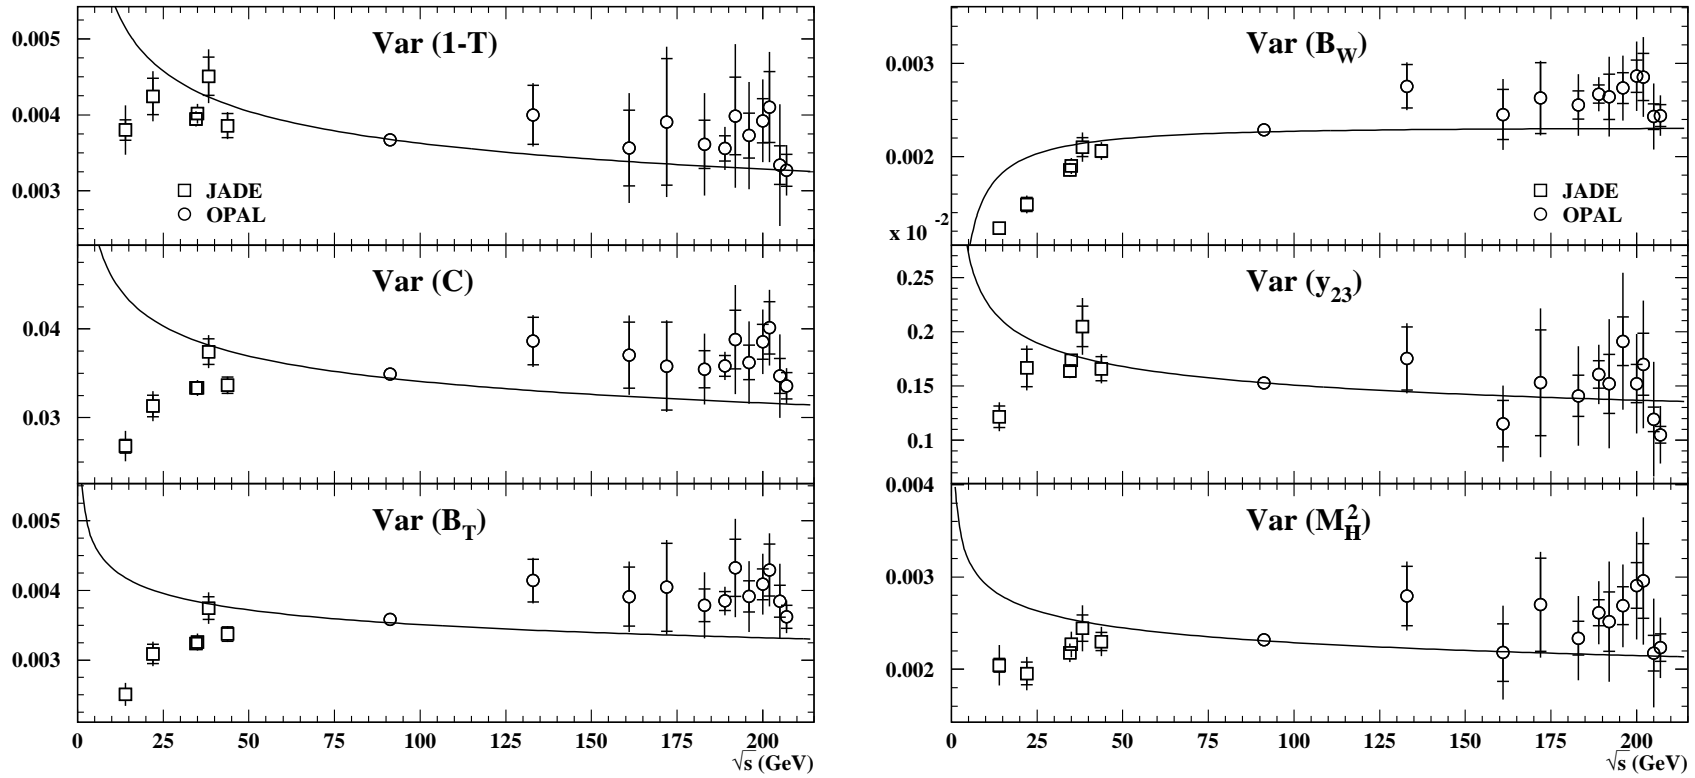 Var (1-T)
0.005
0.004
0.003
JADE
OPAL
Var (C)
0.04
0.03
Var (B_T)
0.005
0.004
0.003
0 25 50 75 100 125 150 175 200
√s (GeV)
Var (B_W)
0.003
0.002
JADE
OPAL
x 10^-2
Var (y_23)
0.25
0.2
0.15
0.1
Var (M_H^2)
0.004
0.003
0.002
0 25 50 75 100 125 150 175 200
√s (GeV)